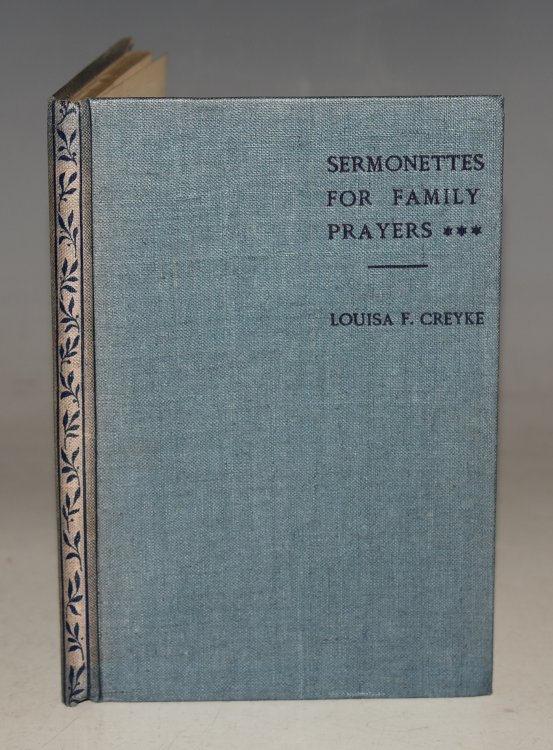 SERMONETTES
FOR FAMILY
PRAYERS ***
LOUISA F. CREYKE